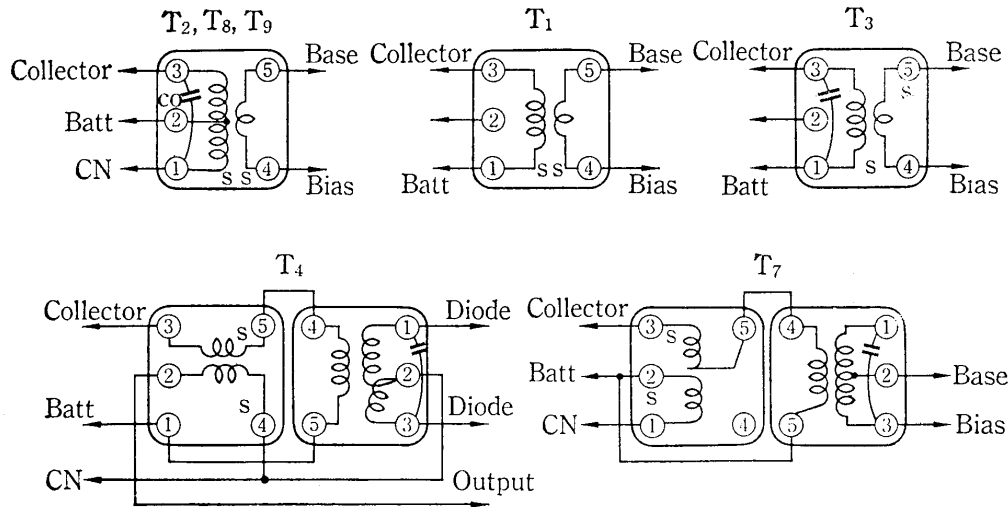 T₂, T₈, T₉
T₁
T₃
Collector ③ ⑤ Base
Collector ③ ⑤ Base
Collector ③ ⑤ Base
co
Batt ②
②
②
CN ① ④ Bias
Batt ① ④ Bias
Batt ① ④ Bias
s s
s s
s
T₄
T₇
Collector ③ s ⑤ ④ ① Diode
② ②
Batt ① s ④ ⑤ ③ Diode
CN
Output
Collector ③ s ⑤ ④ ①
Batt ② s ② Base
CN ① ④ ⑤ ③ Bias